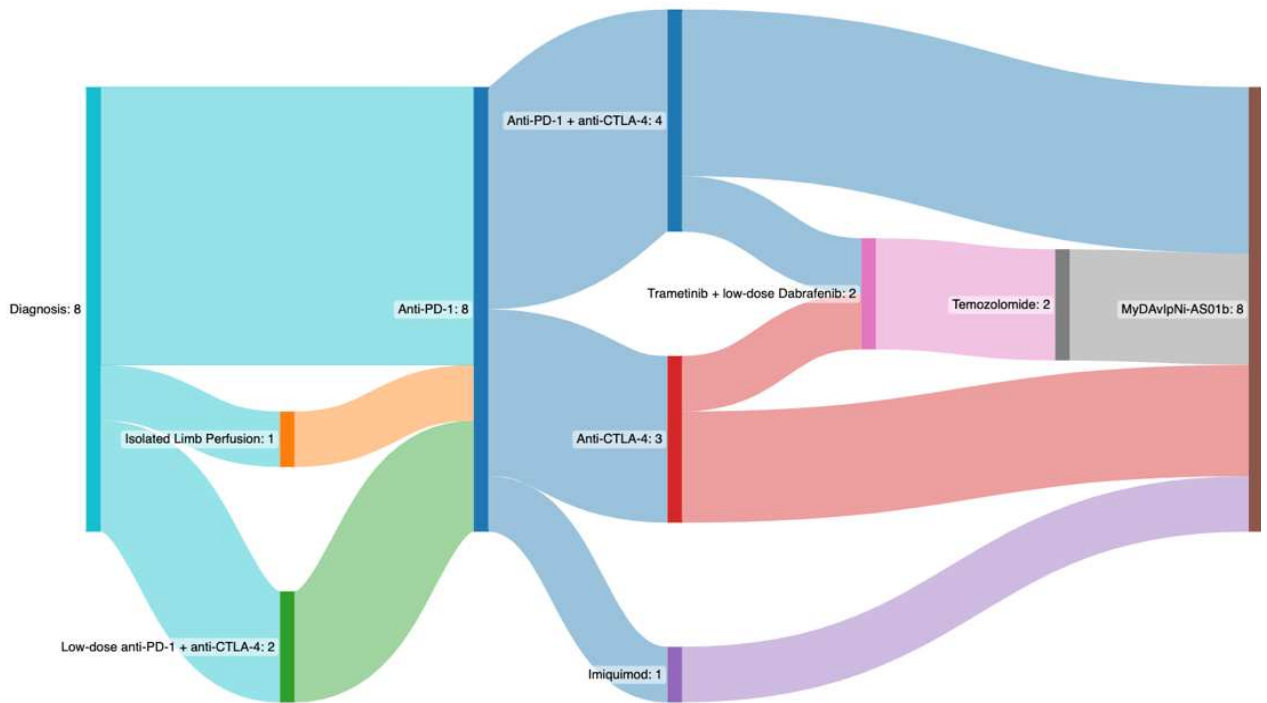 Diagnosis: 8
Isolated Limb Perfusion: 1
Low-dose anti-PD-1 + anti-CTLA-4: 2
Anti-PD-1: 8
Anti-PD-1 + anti-CTLA-4: 4
Anti-CTLA-4: 3
Imiquimod: 1
Trametinib + low-dose Dabrafenib: 2
Temozolomide: 2
MyDAvIpNi-AS01b: 8